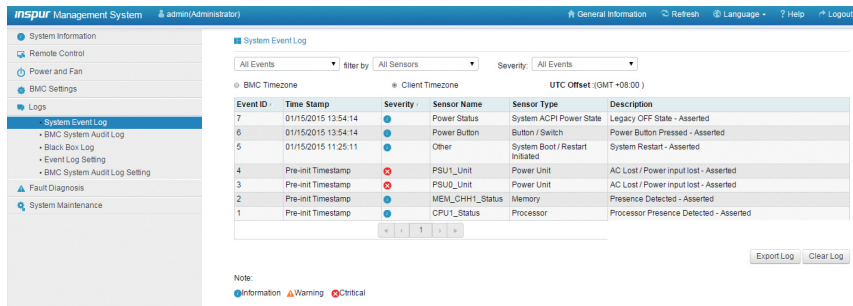 inspur Management System admin(Administrator) General Information Refresh Language ? Help Logout
System Information
Remote Control
Power and Fan
BMC Settings
Logs
• System Event Log
• BMC System Audit Log
• Black Box Log
• Event Log Setting
• BMC System Audit Log Setting
Fault Diagnosis
System Maintenance
System Event Log
All Events filter by All Sensors Severity: All Events
BMC Timezone Client Timezone UTC Offset :(GMT +08:00 )
Event ID Time Stamp Severity Sensor Name Sensor Type Description
7 01/15/2015 13:54:14 Power Status System ACPI Power State Legacy OFF State - Asserted
6 01/15/2015 13:54:14 Power Button Button / Switch Power Button Pressed - Asserted
5 01/15/2015 11:25:11 Other System Boot / Restart System Restart - Asserted
Initiated
4 Pre-init Timestamp PSU1_Unit Power Unit AC Lost / Power input lost - Asserted
3 Pre-init Timestamp PSU0_Unit Power Unit AC Lost / Power input lost - Asserted
2 Pre-init Timestamp MEM_CHH1_Status Memory Presence Detected - Asserted
1 Pre-init Timestamp CPU1_Status Processor Processor Presence Detected - Asserted
« ‹ 1 › »
Export Log Clear Log
Note:
Information Warning Ctritical